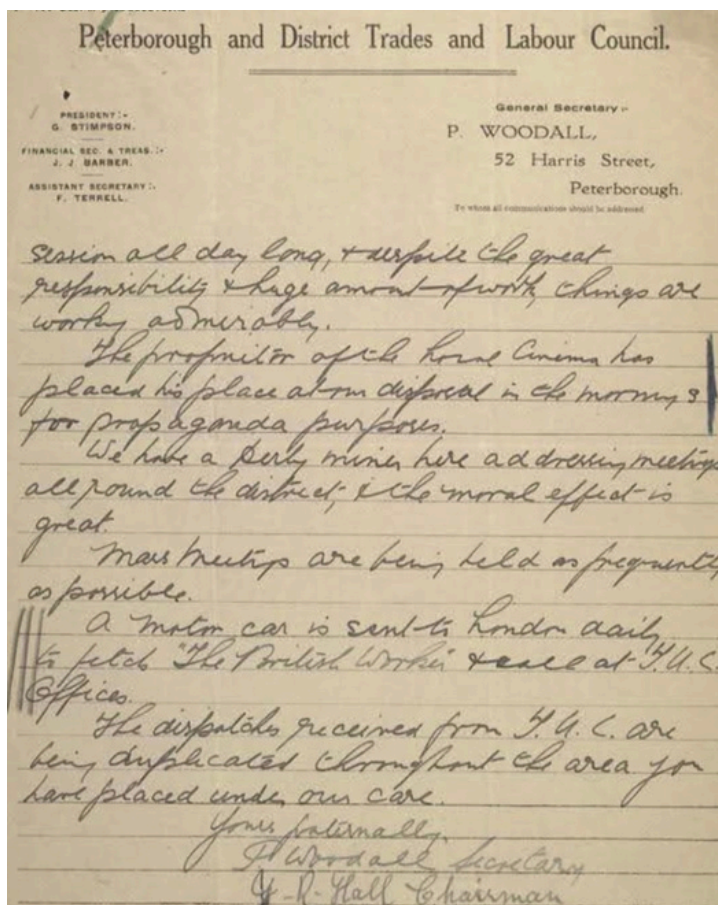 Peterborough and District Trades and Labour Council.
PRESIDENT:-
G. STIMPSON.
FINANCIAL SEC. & TREAS.:-
J. J. BARBER.
ASSISTANT SECRETARY:-
F. TERRELL.
General Secretary:-
P. WOODALL,
52 Harris Street,
Peterborough.
To whom all communications should be addressed
session all day long, & despite the great
responsibility & huge amount of work, things are
working admirably.
The proprietor of the local Cinema has
placed his place at our disposal in the mornings
for propaganda purposes.
We have a Derby miner here addressing meetings
all round the district, & the moral effect is
great.
Mass Meetings are being held as frequently
as possible.
A motor car is sent to London daily
to fetch "The British Worker" & call at T.U.C.
Offices.
The dispatches received from T.U.C. are
being duplicated throughout the area you
have placed under our care.
Yours fraternally,
P Woodall Secretary
Hall Chairman